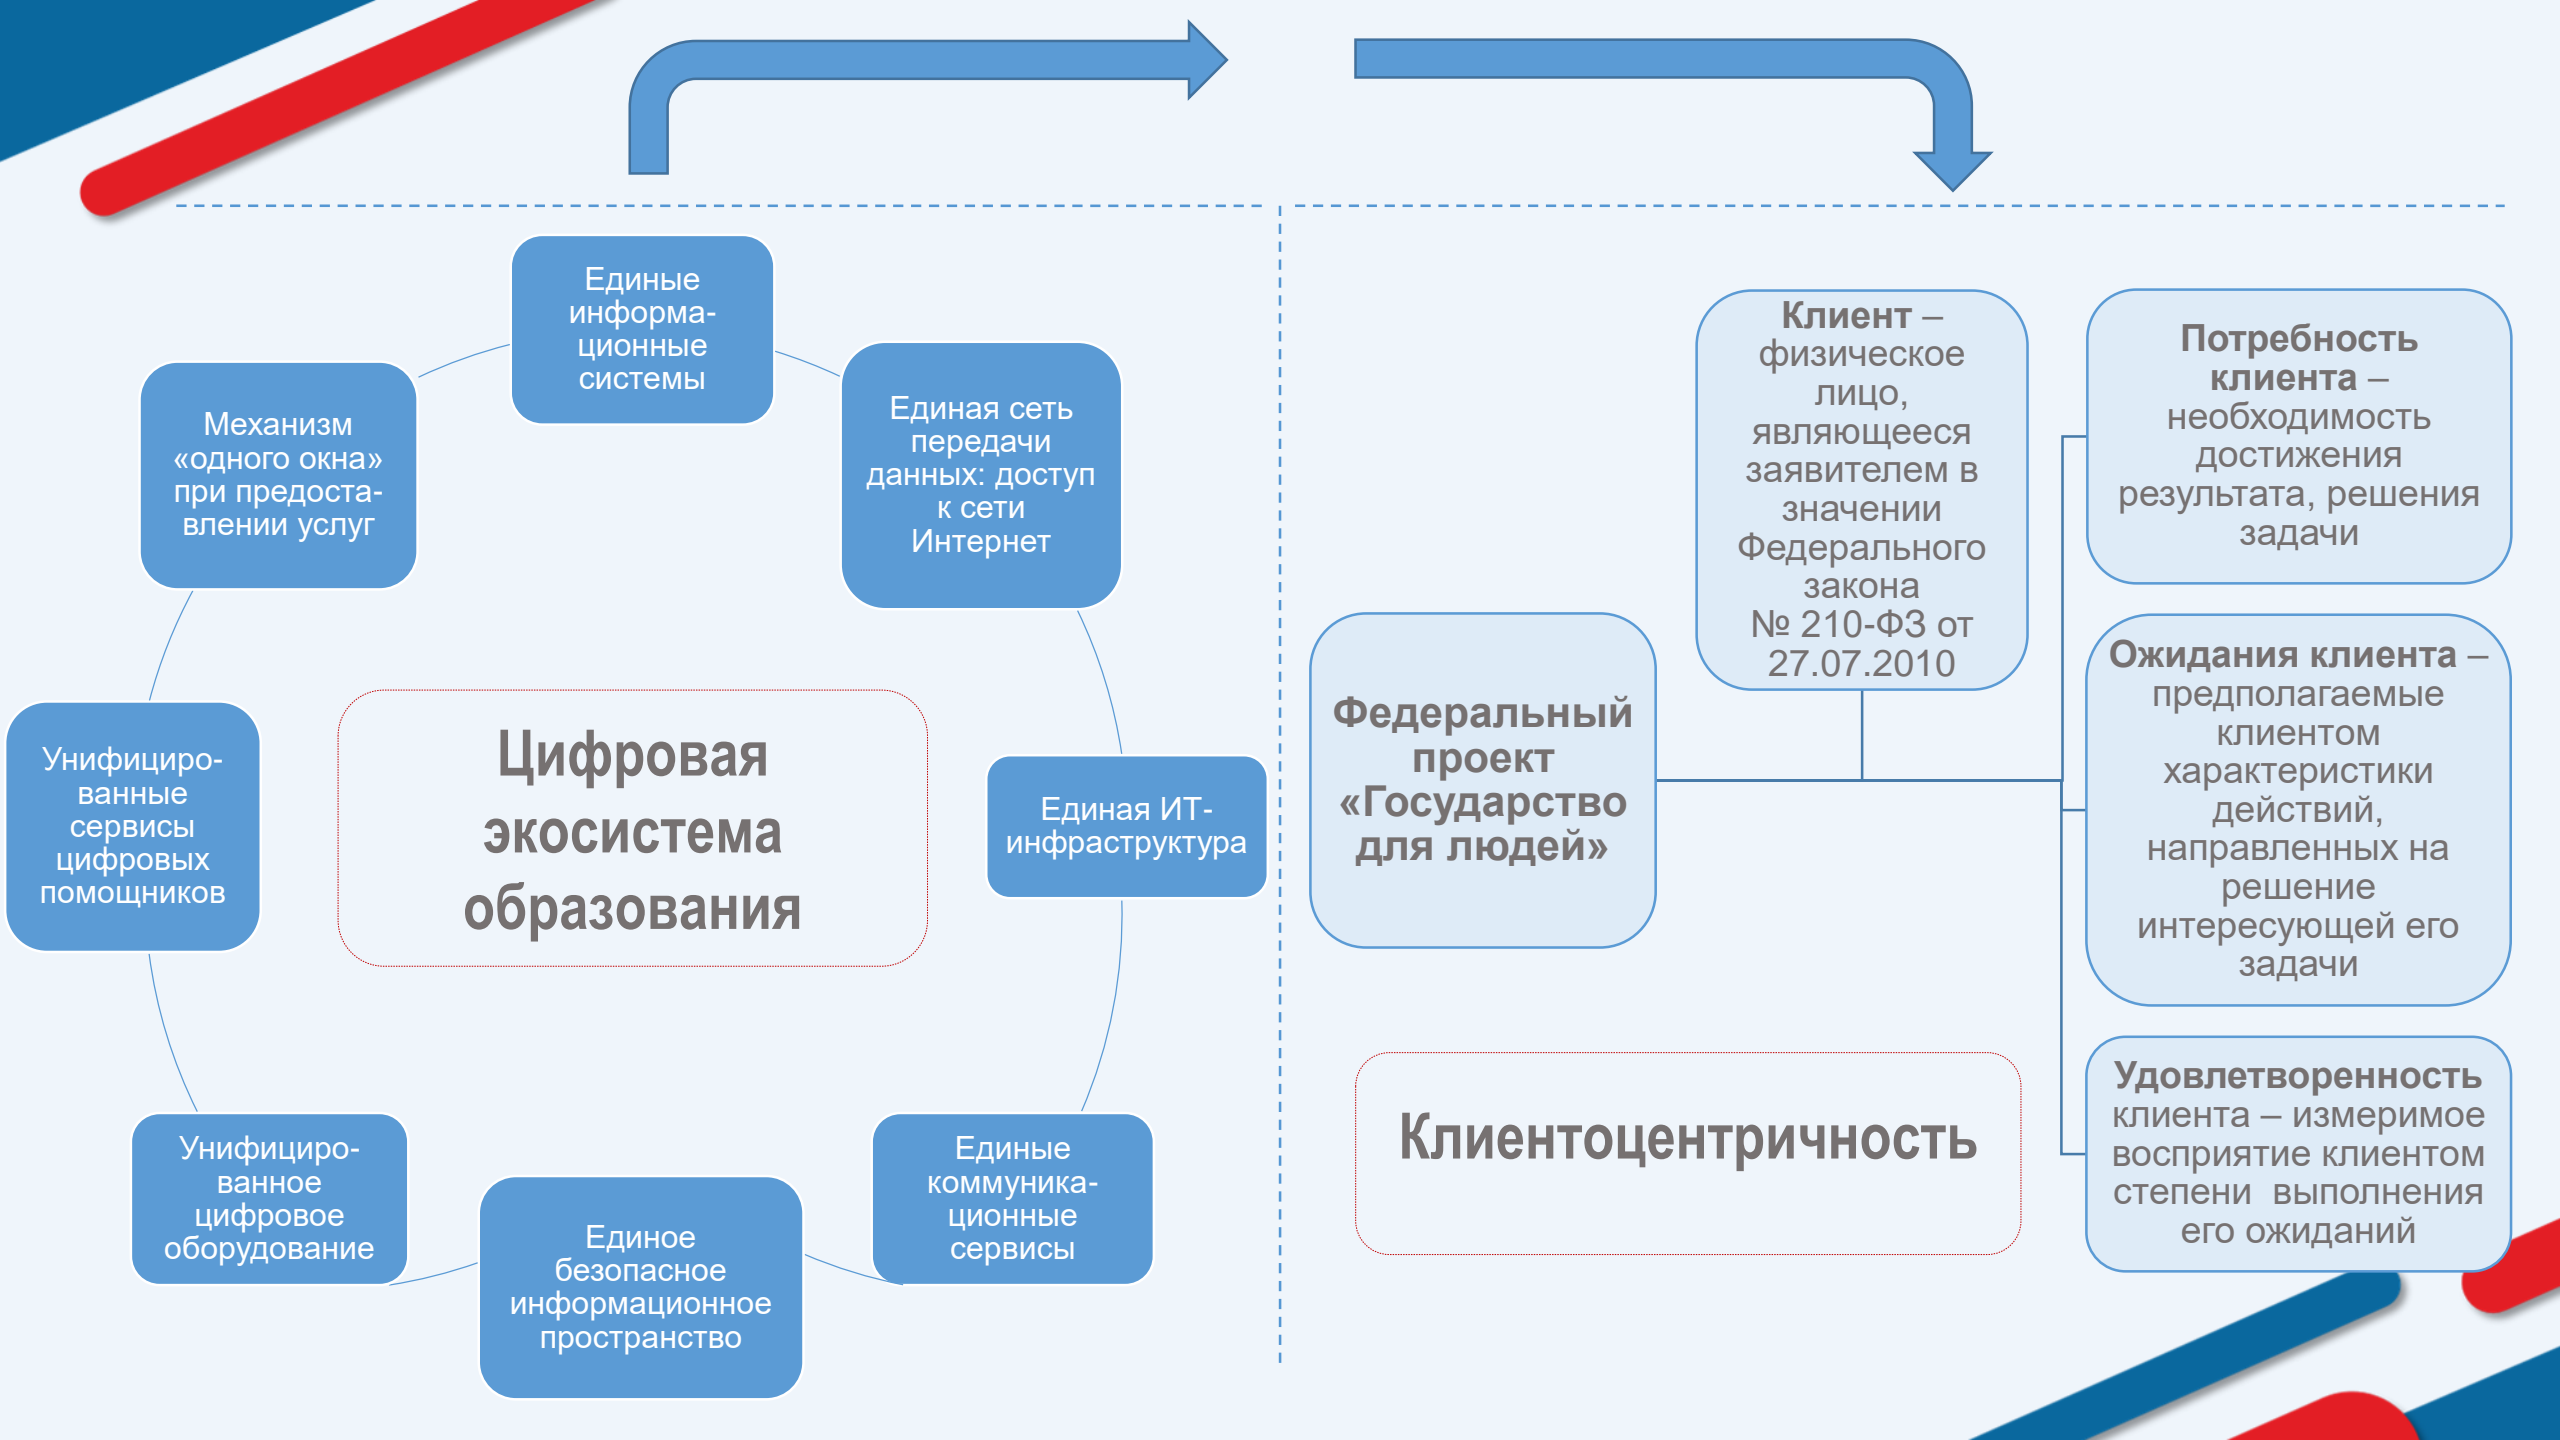 Единые
информа-
ционные
системы
Единая сеть
передачи
данных: доступ
к сети
Интернет
Единая ИТ-
инфраструктура
Единые
коммуника-
ционные
сервисы
Единое
безопасное
информационное
пространство
Унифициро-
ванное
цифровое
оборудование
Унифициро-
ванные
сервисы
цифровых
помощников
Механизм
«одного окна»
при предоста-
влении услуг
Цифровая
экосистема
образования
Федеральный
проект
«Государство
для людей»
Клиент –
физическое
лицо,
являющееся
заявителем в
значении
Федерального
закона
№ 210-ФЗ от
27.07.2010
Потребность
клиента –
необходимость
достижения
результата, решения
задачи
Ожидания клиента –
предполагаемые
клиентом
характеристики
действий,
направленных на
решение
интересующей его
задачи
Удовлетворенность
клиента – измеримое
восприятие клиентом
степени  выполнения
его ожиданий
Клиентоцентричность